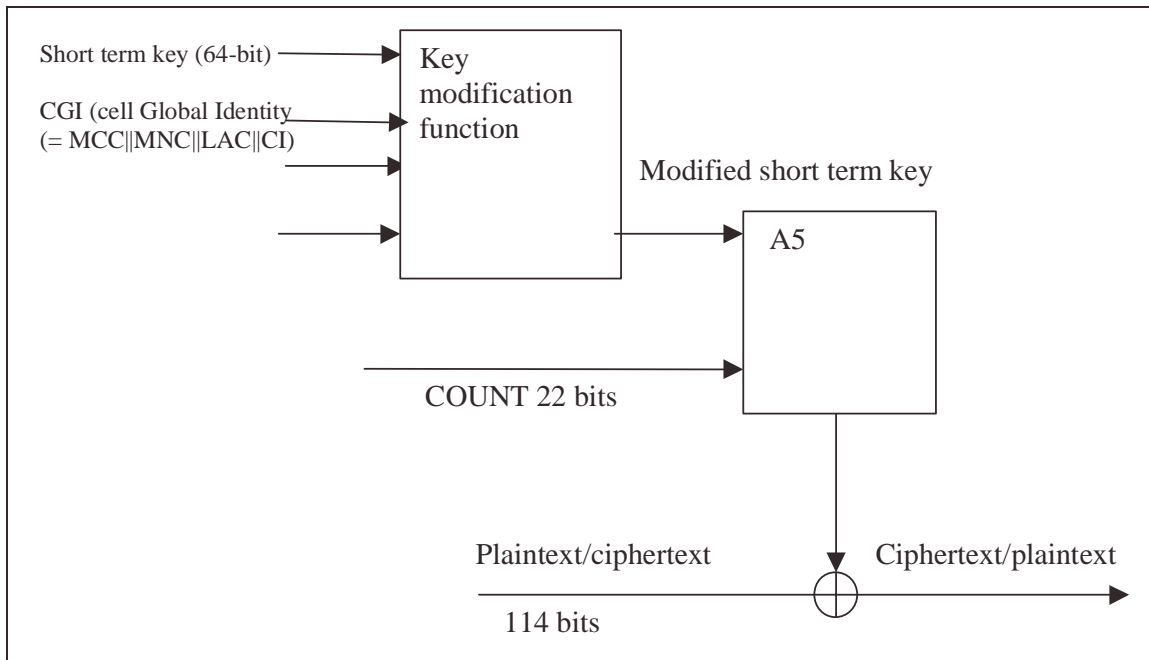 Short term key (64-bit)
Key
modification
function
CGI (cell Global Identity
(= MCC||MNC||LAC||CI)
Modified short term key
A5
COUNT 22 bits
Plaintext/ciphertext
Ciphertext/plaintext
114 bits